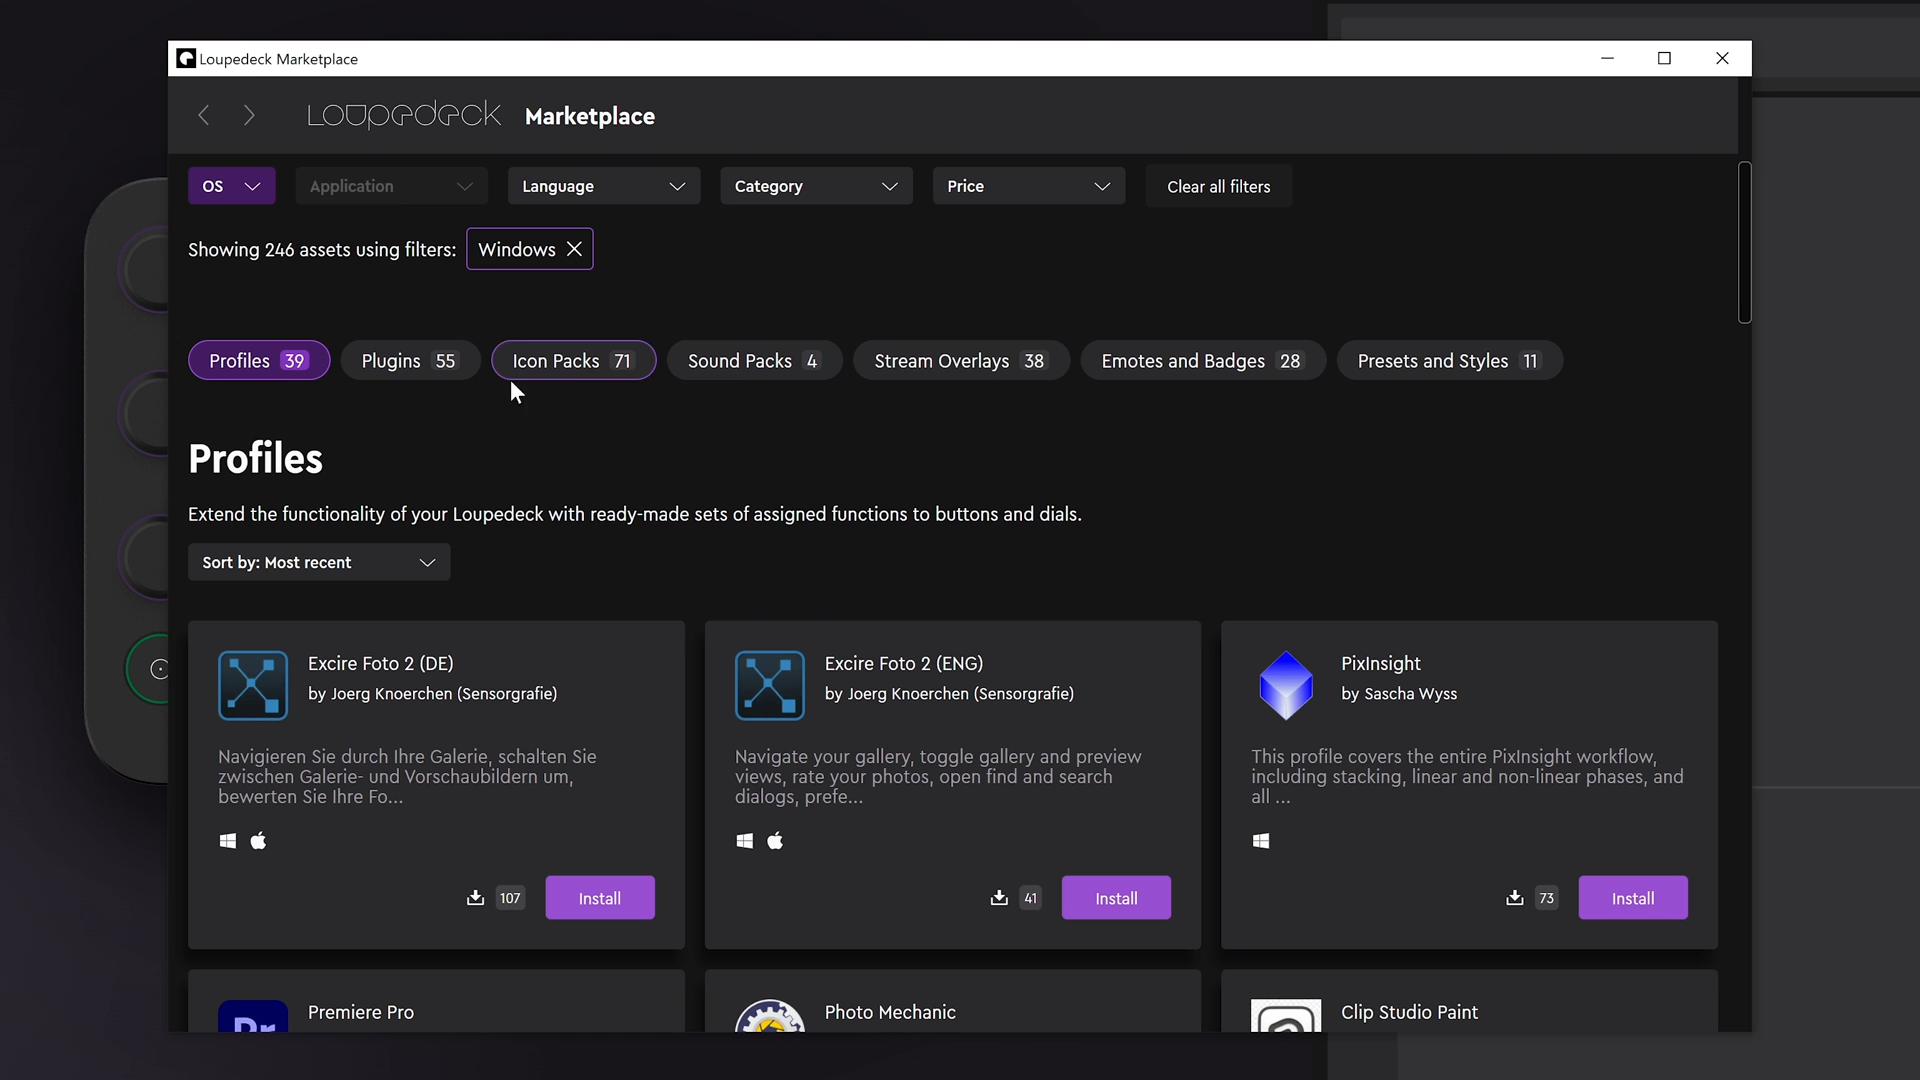 Loupedeck Marketplace
Loupedeck Marketplace
OS Application Language Category Price Clear all filters
Showing 246 assets using filters: Windows
Profiles 39 Plugins 55 Icon Packs 71 Sound Packs 4 Stream Overlays 38 Emotes and Badges 28 Presets and Styles 11
Profiles
Extend the functionality of your Loupedeck with ready-made sets of assigned functions to buttons and dials.
Sort by: Most recent
Excire Foto 2 (DE)
by Joerg Knoerchen (Sensorgrafie)
Navigieren Sie durch Ihre Galerie, schalten Sie
zwischen Galerie- und Vorschaubildern um,
bewerten Sie Ihre Fo...
107 Install
Excire Foto 2 (ENG)
by Joerg Knoerchen (Sensorgrafie)
Navigate your gallery, toggle gallery and preview
views, rate your photos, open find and search
dialogs, prefe...
41 Install
PixInsight
by Sascha Wyss
This profile covers the entire PixInsight workflow,
including stacking, linear and non-linear phases, and
all ...
73 Install
Pr
Premiere Pro
Photo Mechanic
Clip Studio Paint